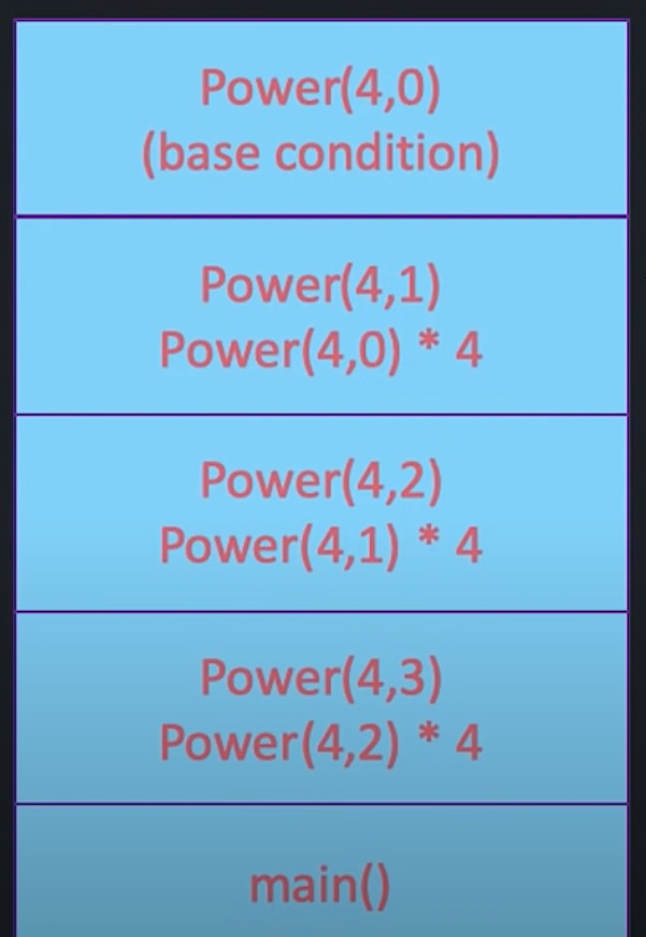 Power(4,0)
(base condition)
Power(4,1)
Power(4,0) * 4
Power(4,2)
Power(4,1) * 4
Power(4,3)
Power(4,2) * 4
main()